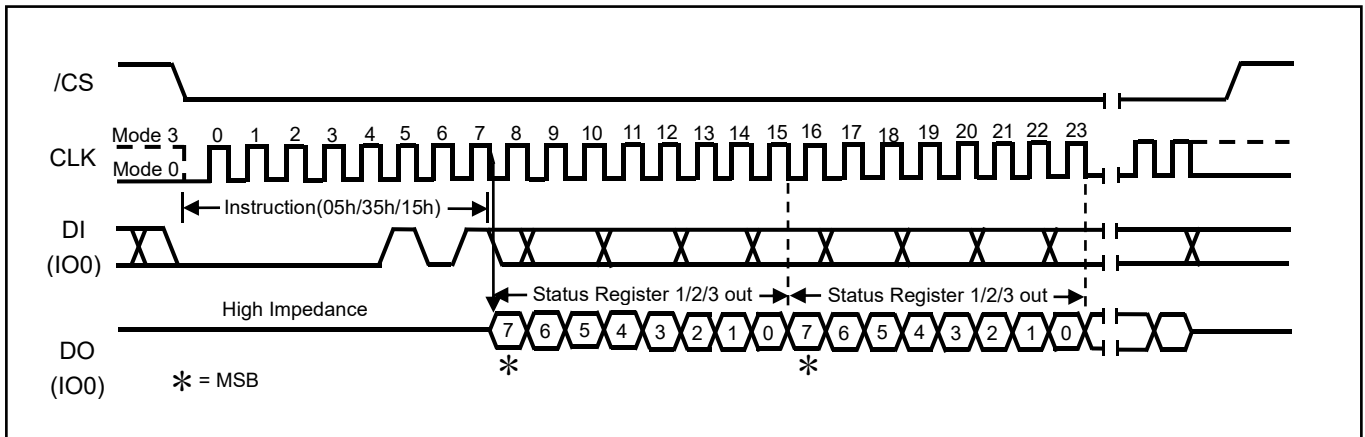 /CS
Mode 3 0 1 2 3 4 5 6 7 8 9 10 11 12 13 14 15 16 17 18 19 20 21 22 23
CLK
Mode 0
Instruction(05h/35h/15h)
DI
(IO0)
Status Register 1/2/3 out Status Register 1/2/3 out
High Impedance
7 6 5 4 3 2 1 0 7 6 5 4 3 2 1 0
DO
(IO0)
* *
* = MSB